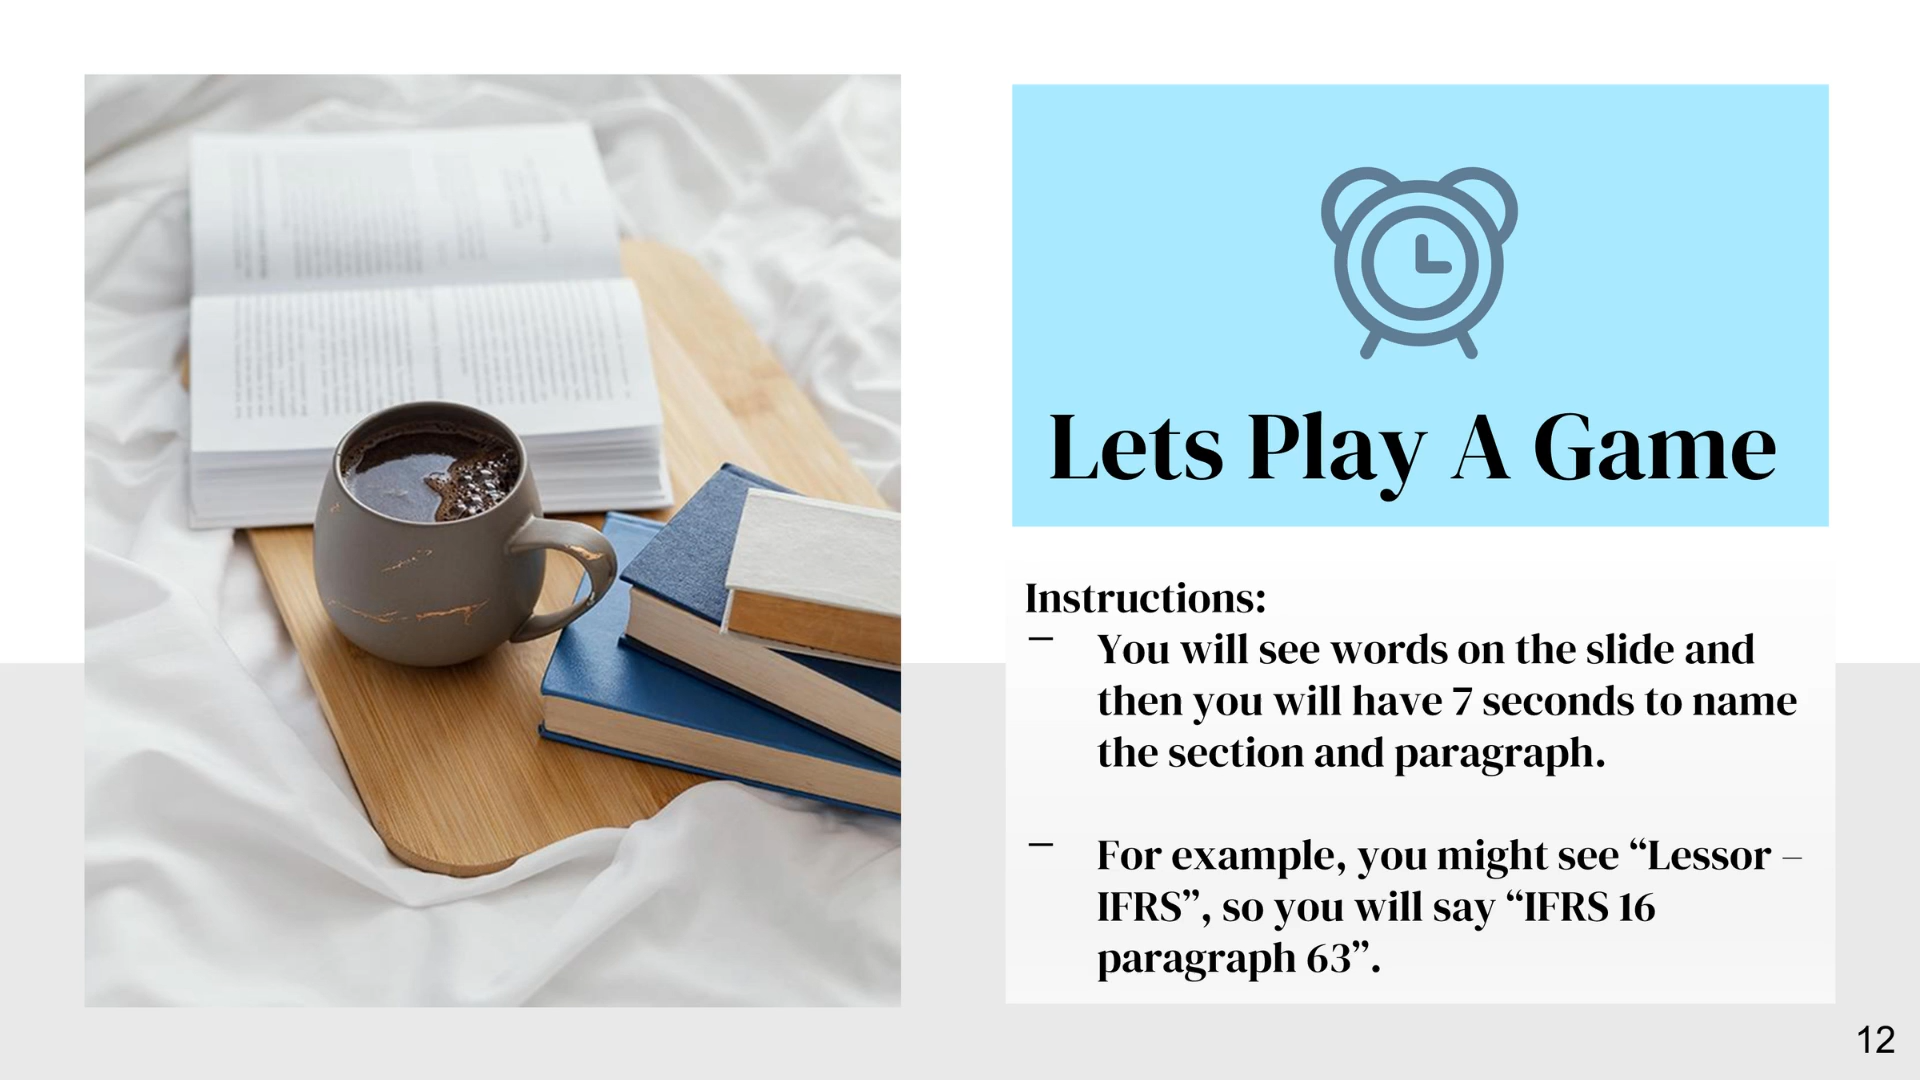 Lets Play A Game
Instructions:
– You will see words on the slide and
then you will have 7 seconds to name
the section and paragraph.
– For example, you might see “Lessor –
IFRS”, so you will say “IFRS 16
paragraph 63”.
12